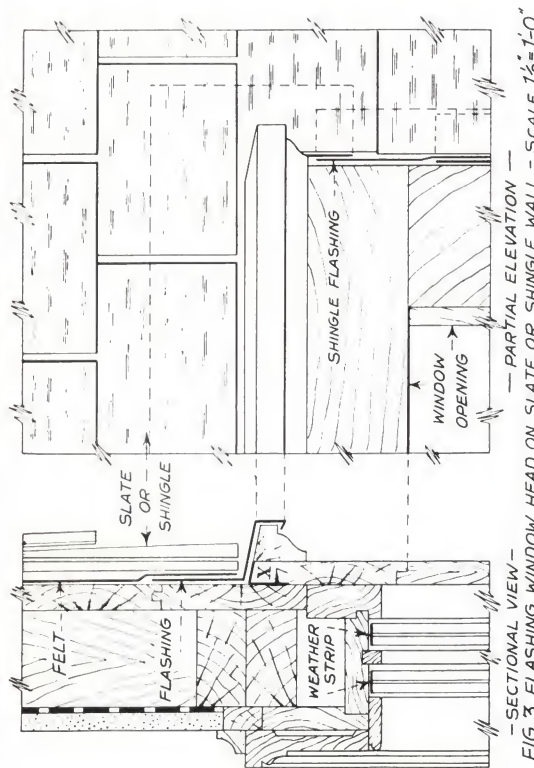 FELT
FLASHING
SLATE
OR
SHINGLE
X
WEATHER
STRIP
SHINGLE FLASHING
WINDOW
OPENING
-SECTIONAL VIEW-
— PARTIAL ELEVATION —
FIG 3 FLASHING WINDOW HEAD ON SLATE OR SHINGLE WALL - SCALE 1½"=1'-0"